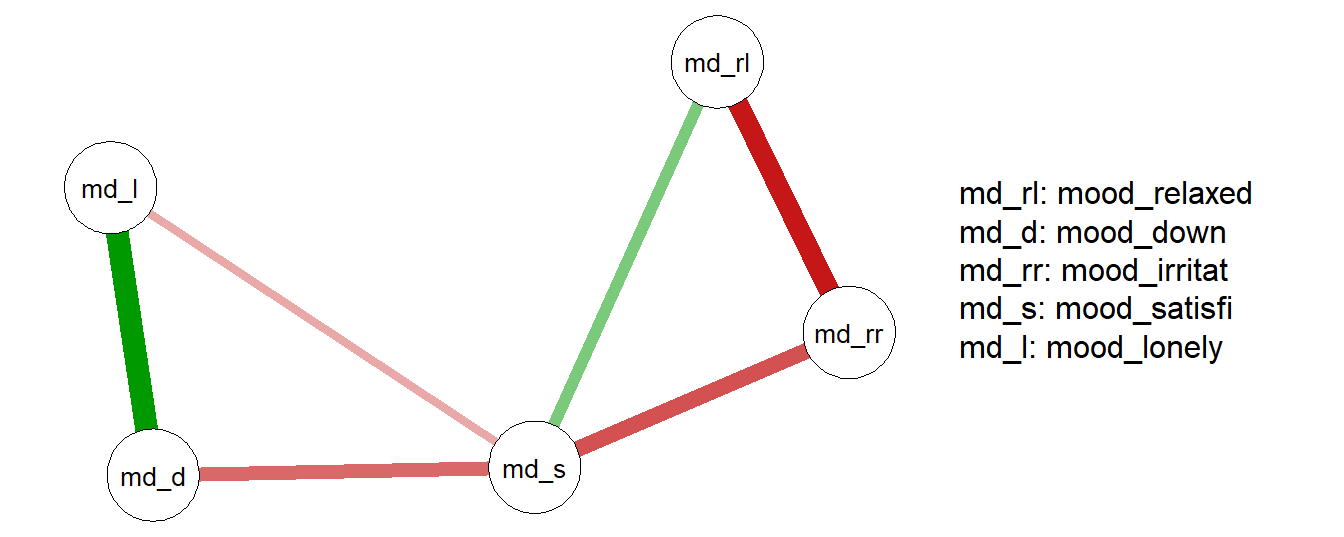 md_rl
md_l
md_rr
md_s
md_d
md_rl: mood_relaxed
md_d: mood_down
md_rr: mood_irritat
md_s: mood_satisfi
md_l: mood_lonely